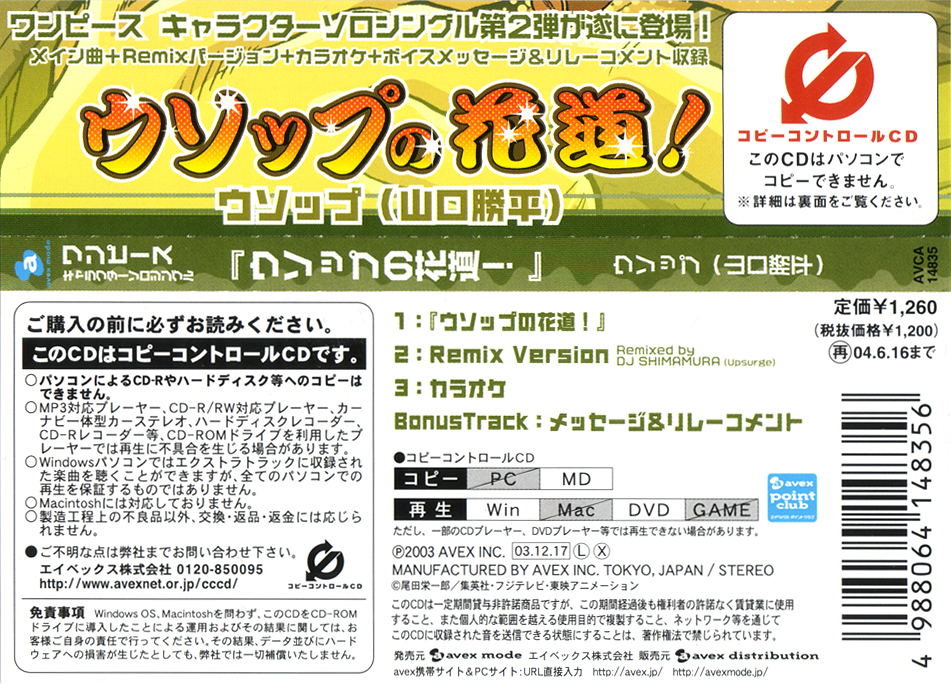 ワンピース キャラクターソロシングル第2弾が遂に登場！
メイン曲＋Remixバージョン＋カラオケ＋ボイスメッセージ&リレーコメント収録
ウソップの花道！
ウソップ（山口勝平）
コピーコントロールCD
このCDはパソコンで
コピーできません。
※詳細は裏面をご覧ください。
a
avex mode
ワンピース
キャラクターソロシングル
『ウソップの花道！』
ウソップ（山口勝平）
AVCA
14835
ご購入の前に必ずお読みください。
このCDはコピーコントロールCDです。
○パソコンによるCD-Rやハードディスク等へのコピーは
できません。
○MP3対応プレーヤー、CD-R/RW対応プレーヤー、カー
ナビ一体型カーステレオ、ハードディスクレコーダー、
CD-Rレコーダー等、CD-ROMドライブを利用したプ
レーヤーでは再生に不具合を生じる場合があります。
○Windowsパソコンではエクストラトラックに収録され
た楽曲を聴くことができますが、全てのパソコンでの
再生を保証するものではありません。
○Macintoshには対応しておりません。
○製造工程上の不良品以外、交換・返品・返金には応じら
れません。
●ご不明な点は弊社までお問い合わせ下さい。
エイベックス株式会社 0120-850095
http://www.avexnet.or.jp/cccd/
コピーコントロールCD
免責事項 Windows OS、Macintoshを問わず、このCDをCD-ROM
ドライブに導入したことによる運用およびその結果に関しては、お
客様ご自身の責任で行ってください。その結果、データ並びにハード
ウェアへの損害が生じたとしても、弊社では一切補償いたしません。
1：『ウソップの花道！』
2：Remix Version Remixed by DJ SHIMAMURA (Upsurge)
3：カラオケ
BonusTrack：メッセージ&リレーコメント
定価¥1,260
（税抜価格¥1,200）
再04.6.16まで
●コピーコントロールCD
コピー PC MD
再生 Win Mac DVD GAME
ただし、一部のCDプレーヤー、DVDプレーヤー等では再生できない場合があります。
avex
point
club
Ⓟ2003 AVEX INC. 03.12.17 Ⓛ Ⓧ
MANUFACTURED BY AVEX INC. TOKYO, JAPAN / STEREO
©尾田栄一郎／集英社・フジテレビ・東映アニメーション
このCDは一定期間貸与非許諾商品ですが、この期間経過後も権利者の許諾なく賃貸業に使用
すること、また個人的な範囲を越える使用目的で複製すること、ネットワーク等を通じて
このCDに収録された音を送信できる状態にすることは、著作権法で禁じられています。
発売元 avex mode エイベックス株式会社 販売元 avex distribution
avex携帯サイト＆PCサイト：URL直接入力 http://avex.jp/ http://avexmode.jp/
4 988064 148356